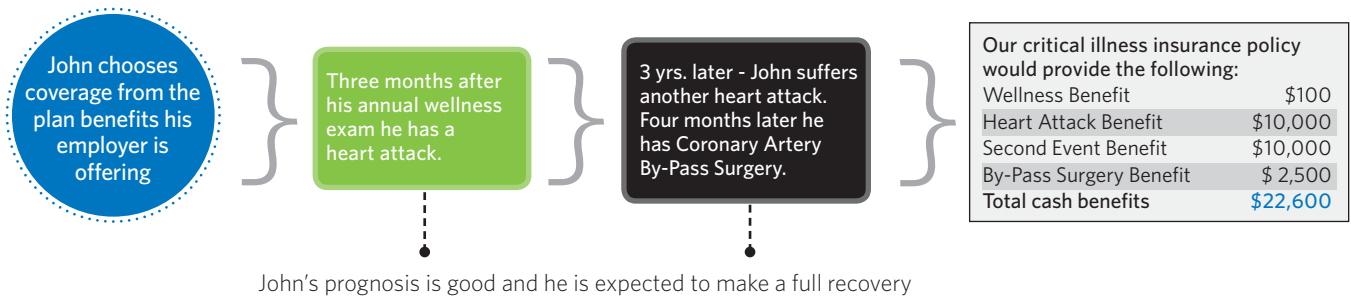 John chooses
coverage from the
plan benefits his
employer is
offering
Three months after
his annual wellness
exam he has a
heart attack.
3 yrs. later - John suffers
another heart attack.
Four months later he
has Coronary Artery
By-Pass Surgery.
Our critical illness insurance policy
would provide the following:
Wellness Benefit $100
Heart Attack Benefit $10,000
Second Event Benefit $10,000
By-Pass Surgery Benefit $ 2,500
Total cash benefits $22,600
John’s prognosis is good and he is expected to make a full recovery